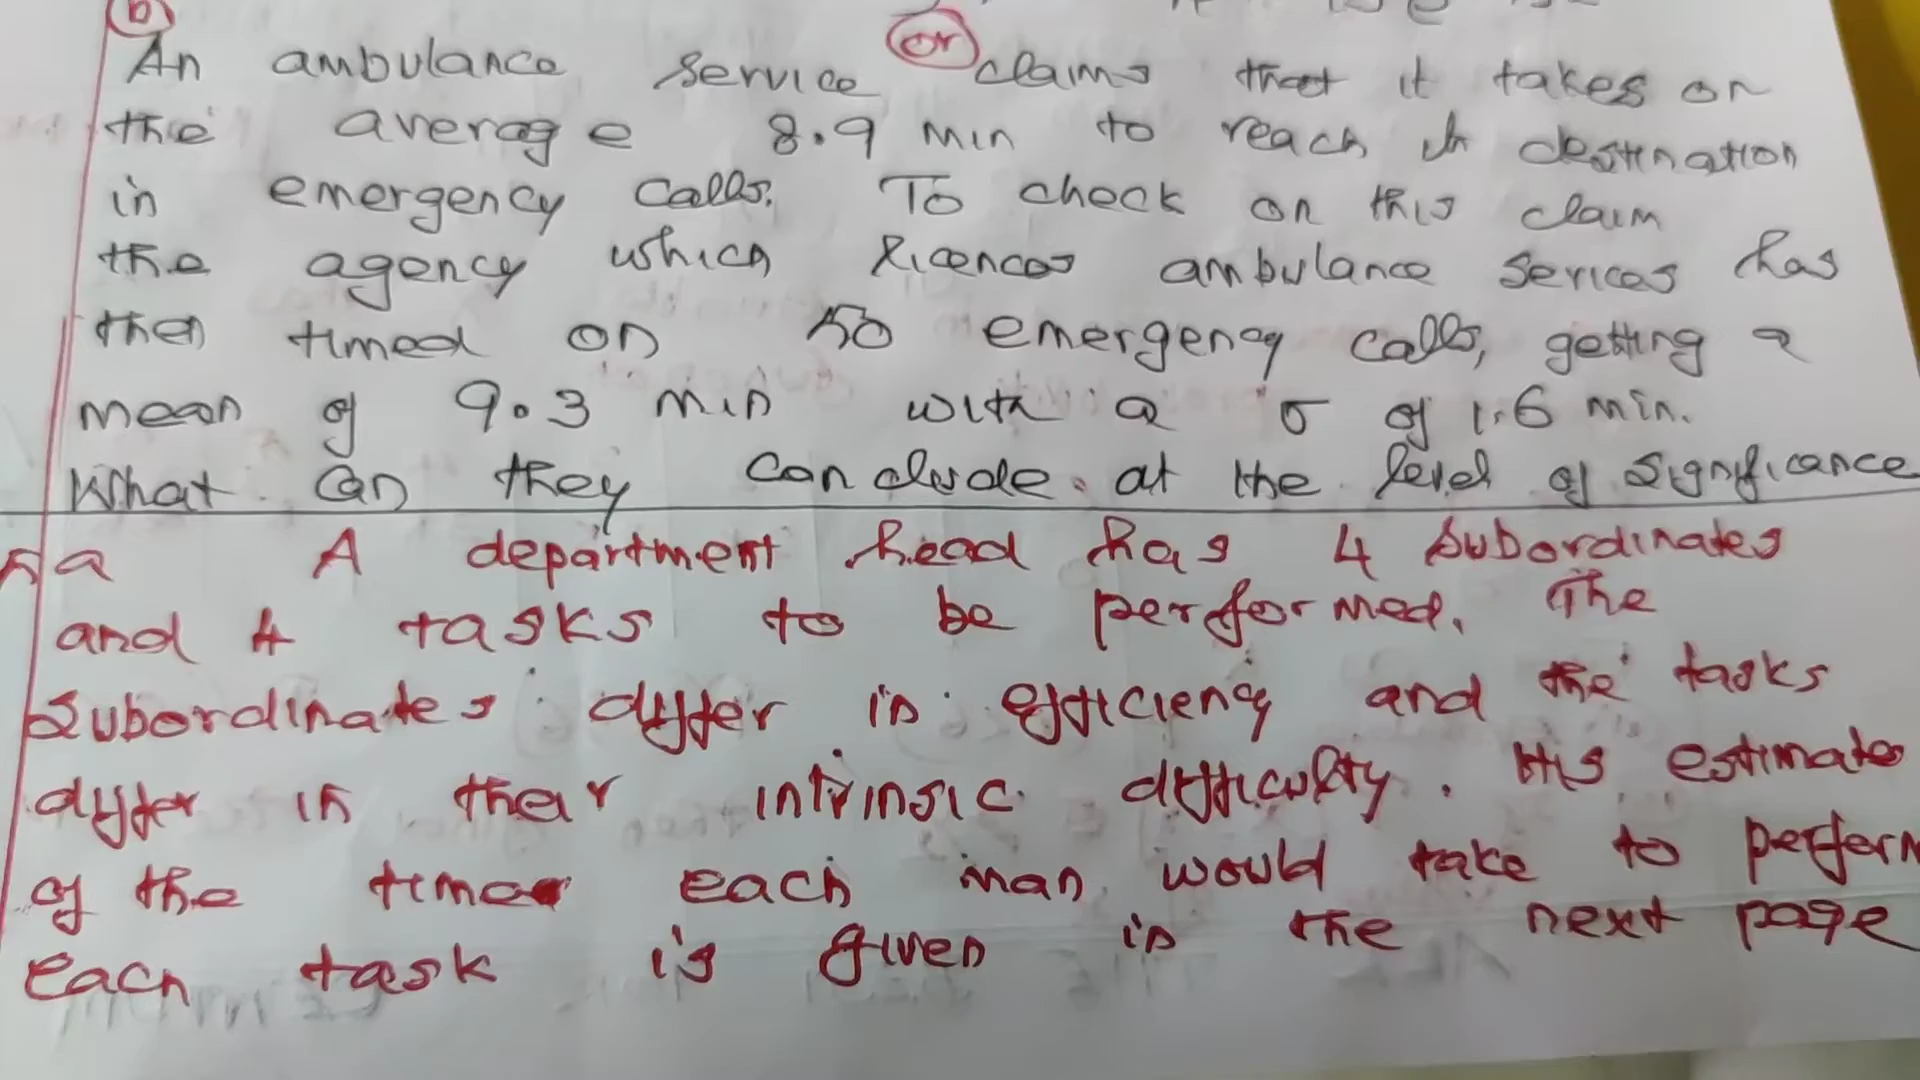 b)
or
An ambulance service claims that it takes on
the average 8.9 min to reach its destination
in emergency calls. To check on this claim
the agency which licences ambulance serices has
then timed on 50 emergency calls, getting a
mean of 9.3 min with a σ of 1.6 min.
What can they conclude at the level of significance
5 a A department head has 4 subordinates
and 4 tasks to be performed. The
subordinates differ in efficiency and the tasks
differ in their intrinsic difficulty. His estimate
of the time each man would take to perform
each task is given in the next page